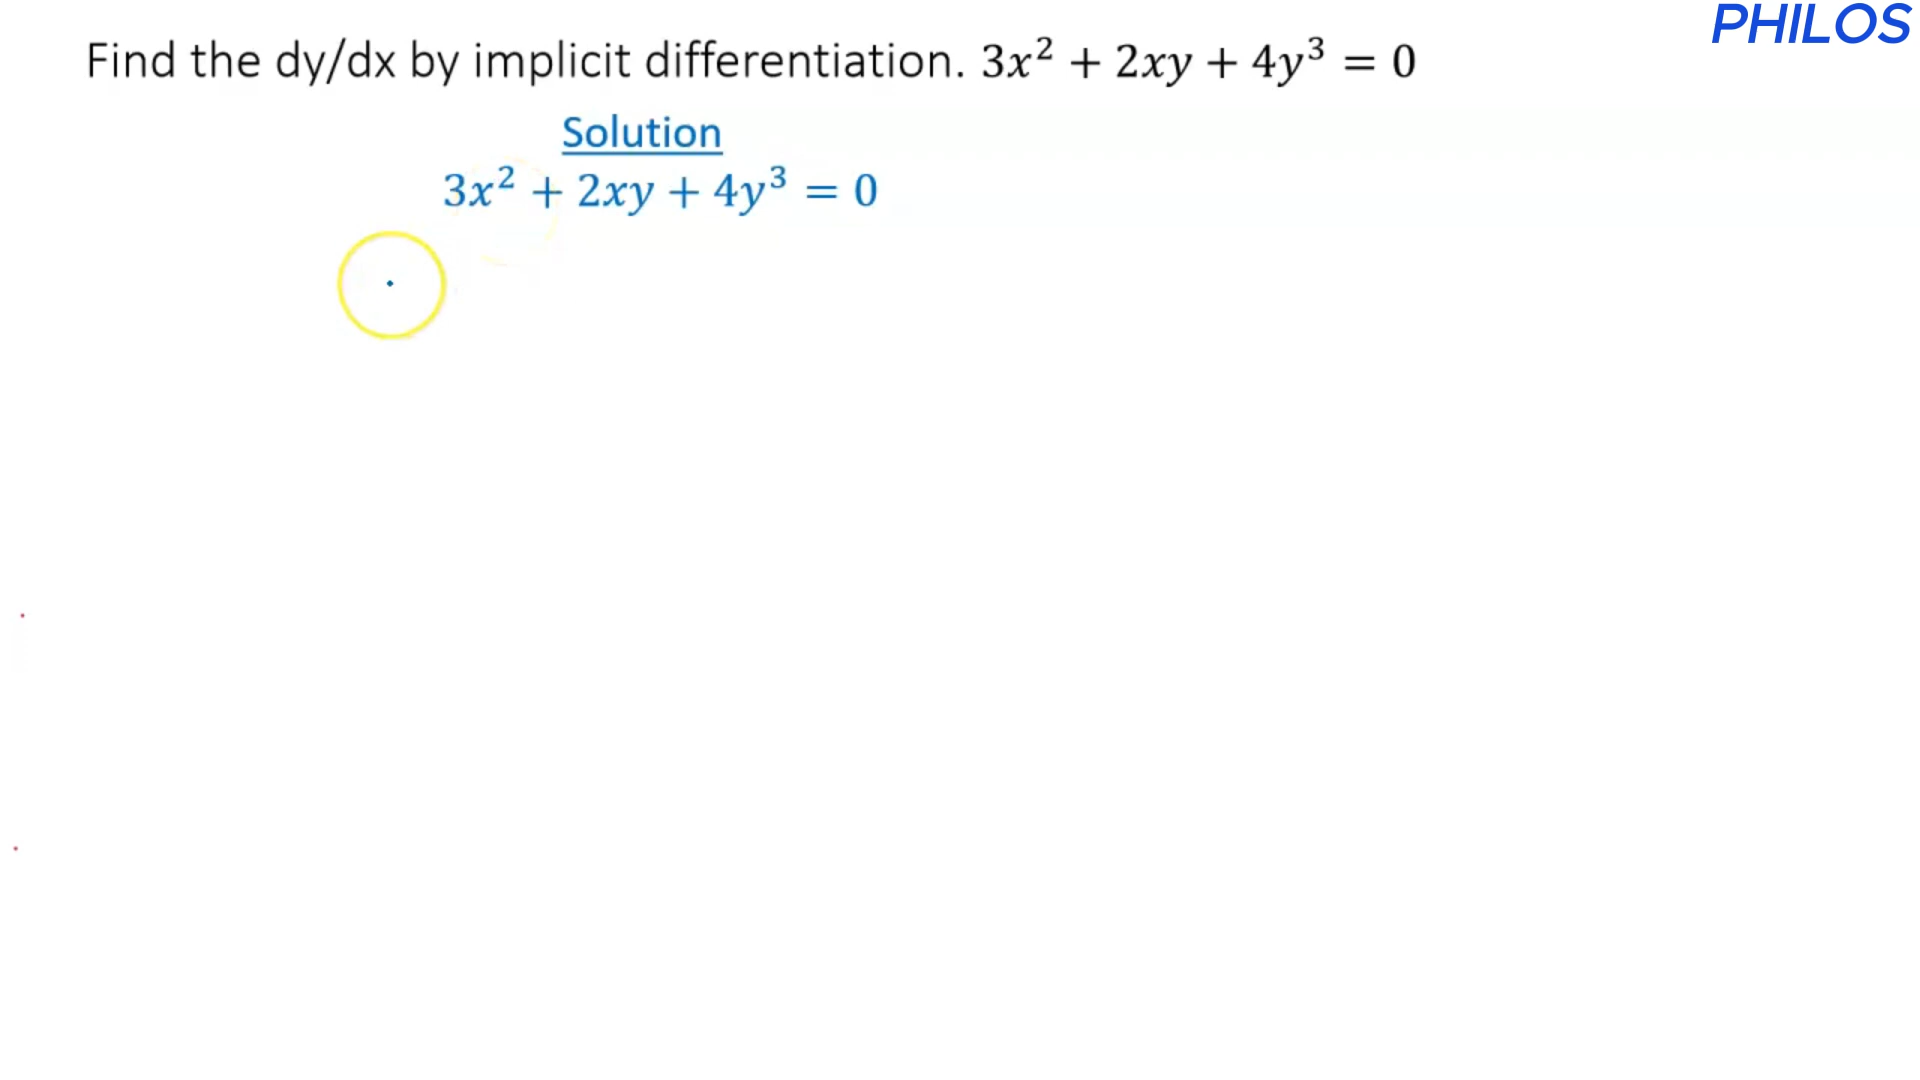 PHILOS
Find the dy/dx by implicit differentiation. 3x² + 2xy + 4y³ = 0
Solution
3x² + 2xy + 4y³ = 0